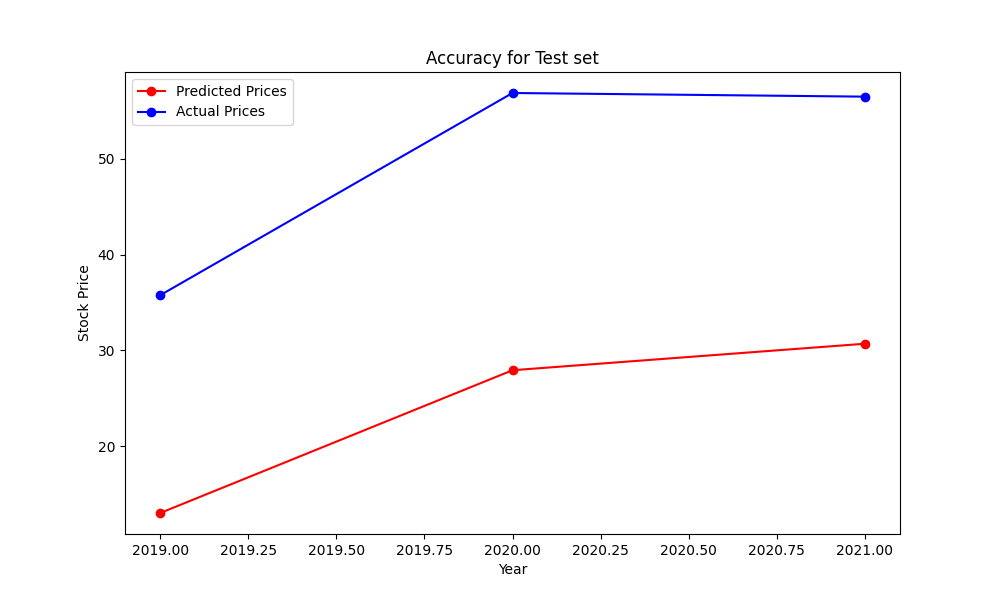 Accuracy for Test set
Predicted Prices
Actual Prices
50
40
30
20
Stock Price
2019.00 2019.25 2019.50 2019.75 2020.00 2020.25 2020.50 2020.75 2021.00
Year